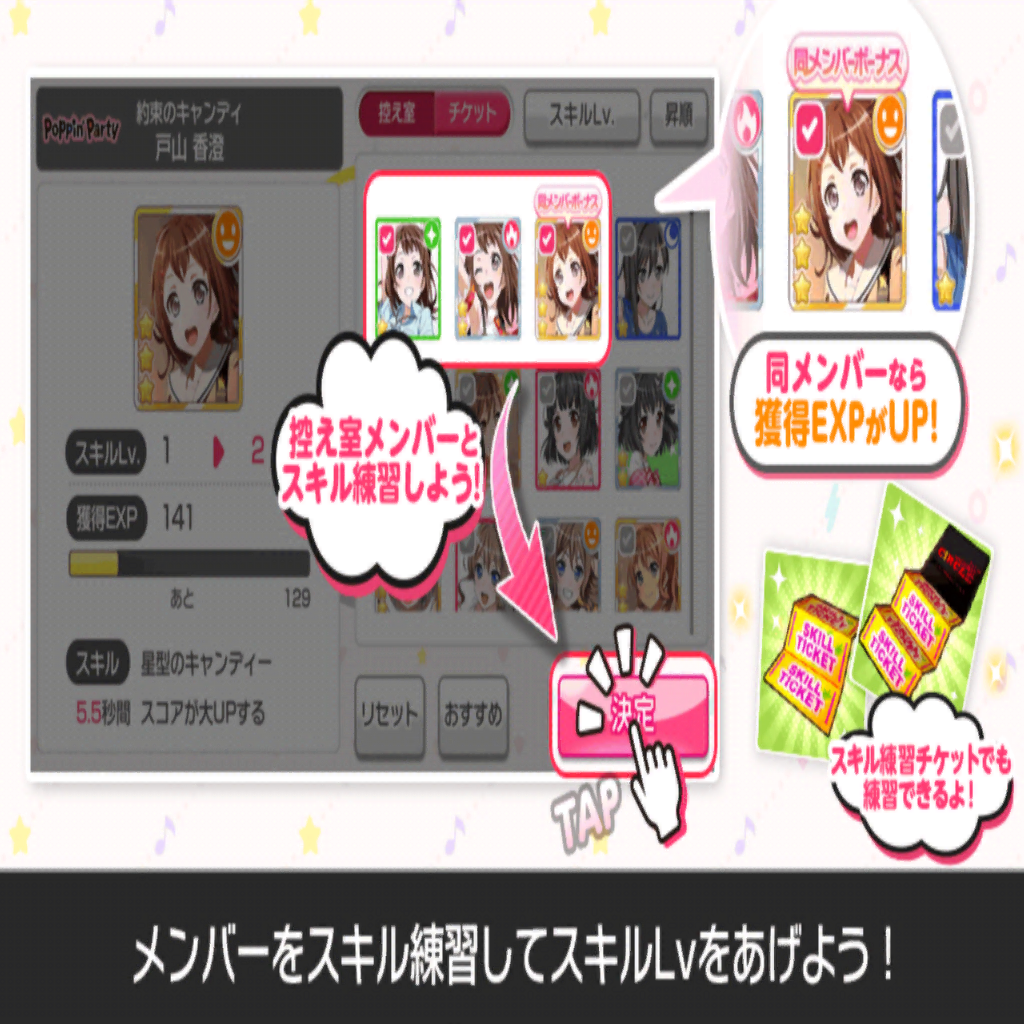 Poppin'Party
約束のキャンディ
戸山 香澄
控え室
チケット
スキルLv.
昇順
同メンバーボーナス
同メンバーボーナス
同メンバーなら
獲得EXPがUP!
控え室メンバーと
スキル練習しよう!
スキルLv. 1 2
獲得EXP 141
あと 129
スキル 星型のキャンディー
5.5秒間 スコアが大UPする
リセット
おすすめ
決定
TAP
CIRCLE
SKILL
TICKET
SKILL
TICKET
SKILL
TICKET
SKILL
TICKET
スキル練習チケットでも
練習できるよ!
メンバーをスキル練習してスキルLvをあげよう!